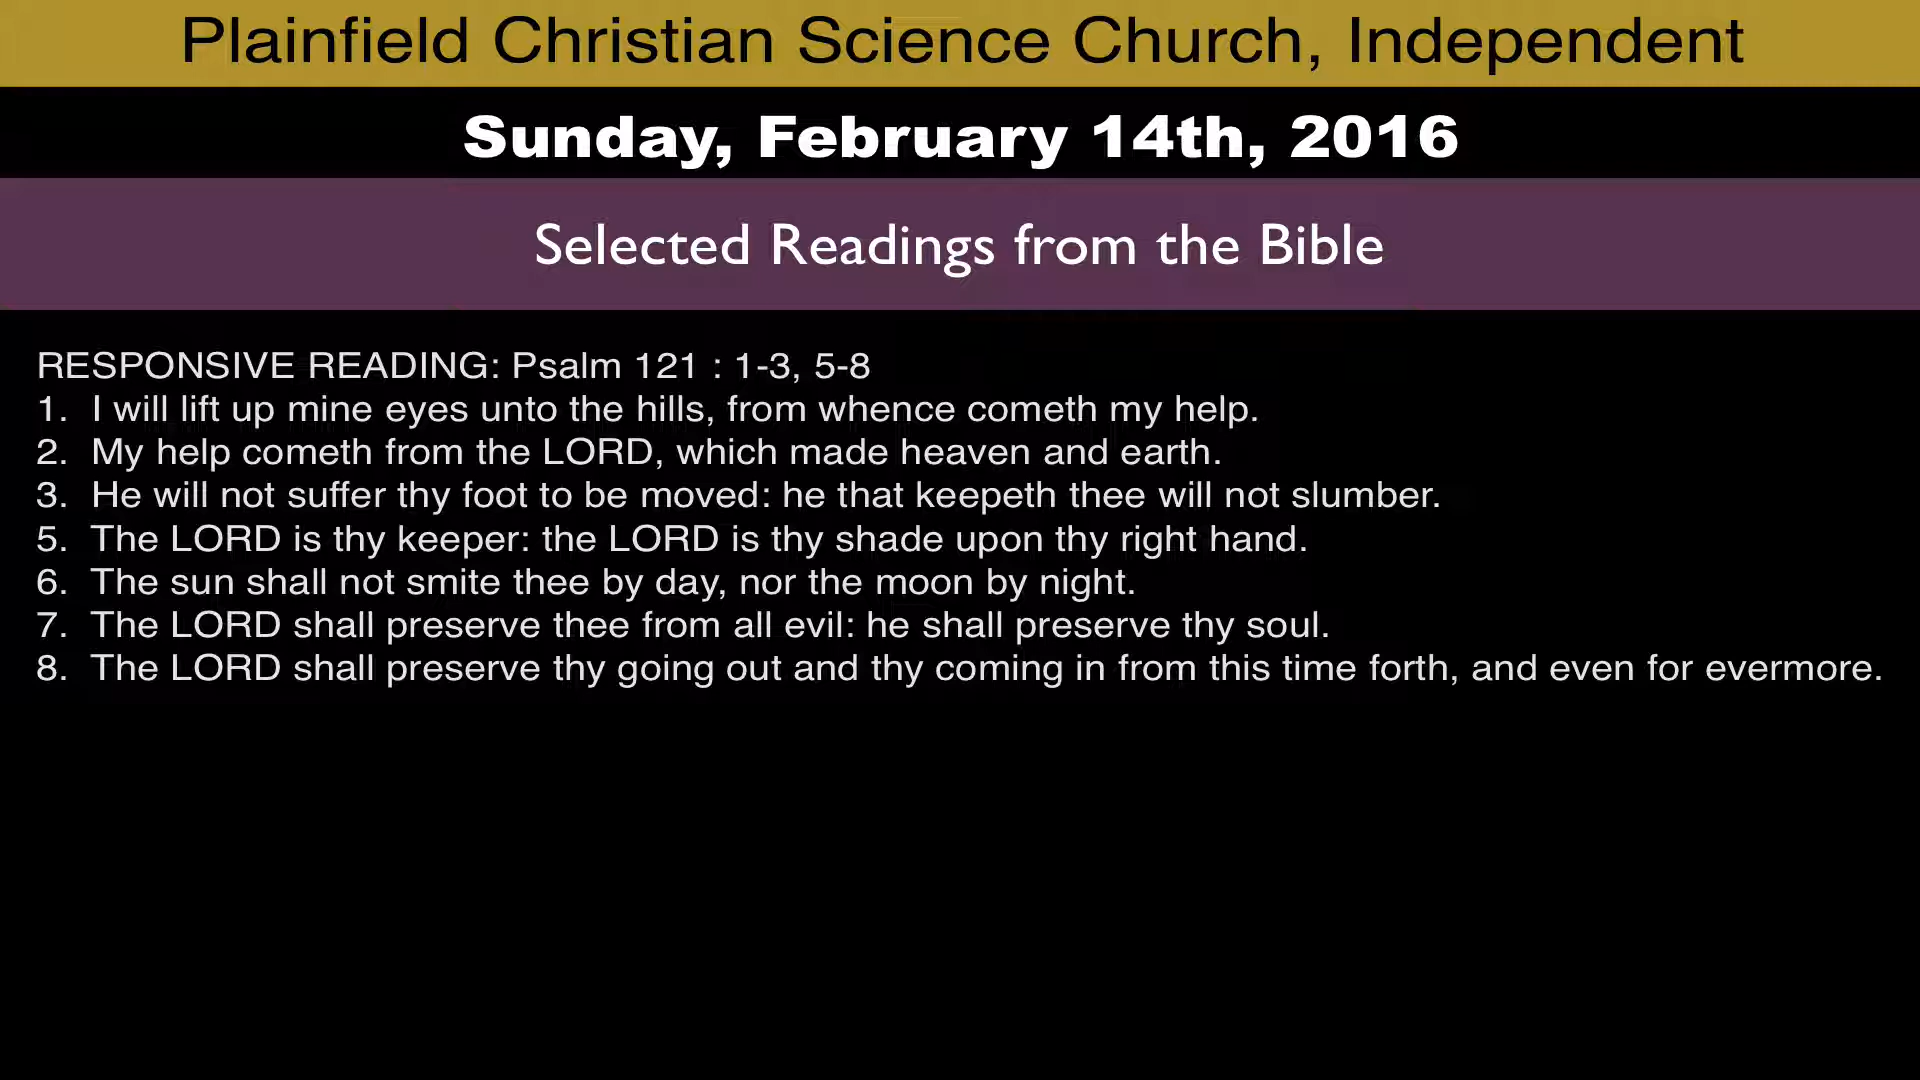 Plainfield Christian Science Church, Independent
Sunday, February 14th, 2016
Selected Readings from the Bible
RESPONSIVE READING: Psalm 121 : 1-3, 5-8
1. I will lift up mine eyes unto the hills, from whence cometh my help.
2. My help cometh from the LORD, which made heaven and earth.
3. He will not suffer thy foot to be moved: he that keepeth thee will not slumber.
5. The LORD is thy keeper: the LORD is thy shade upon thy right hand.
6. The sun shall not smite thee by day, nor the moon by night.
7. The LORD shall preserve thee from all evil: he shall preserve thy soul.
8. The LORD shall preserve thy going out and thy coming in from this time forth, and even for evermore.